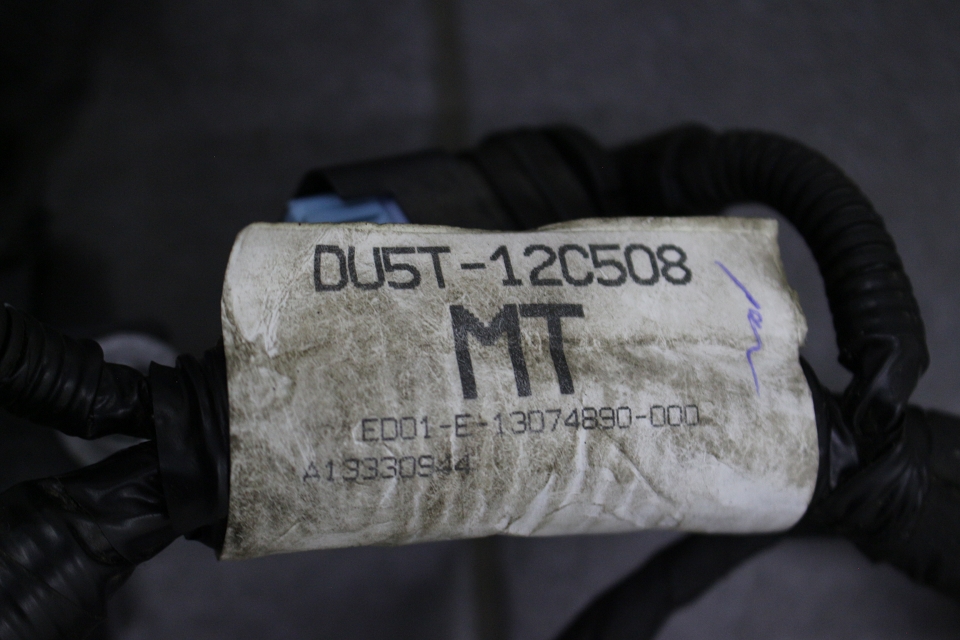 DU5T-12C508
MT
ED01-E-13074890-000
A19330944